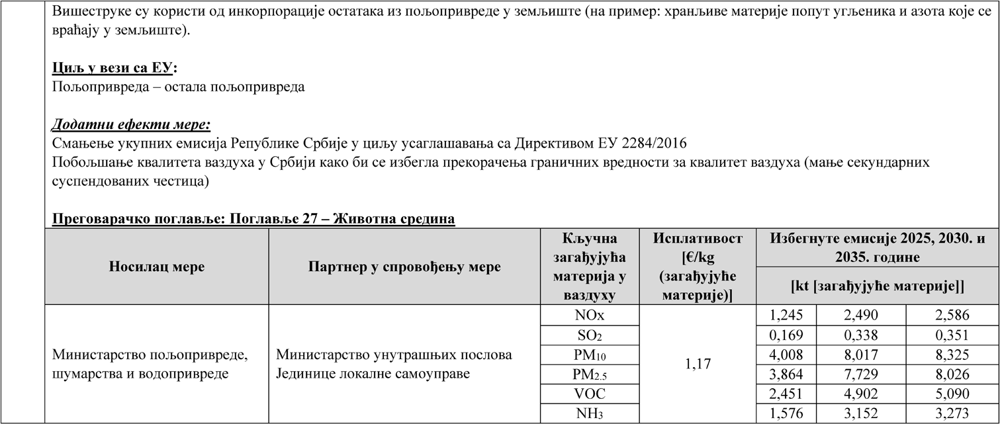 Вишеструке су користи од инкорпорације остатака из пољопривреде у земљиште (на пример: хранљиве материје попут угљеника и азота које се
враћају у земљиште).
Циљ у вези са ЕУ:
Пољопривреда – остала пољопривреда
Додатни ефекти мере:
Смањење укупних емисија Републике Србије у циљу усаглашавања са Директивом ЕУ 2284/2016
Побољшање квалитета ваздуха у Србији како би се избегла прекорачења граничних вредности за квалитет ваздуха (мање секундарних
суспендованих честица)
Преговарачко поглавље: Поглавље 27 – Животна средина
Носилац мере
Партнер у спровођењу мере
Кључна
загађујућа
материја у
ваздуху
Исплативост
[€/kg
(загађујуће
материје)]
Избегнуте емисије 2025, 2030. и
2035. године
[kt [загађујуће материје]]
Министарство пољопривреде,
шумарства и водопривреде
Министарство унутрашњих послова
Јединице локалне самоуправе
1,17
NOx 1,245 2,490 2,586
SO2 0,169 0,338 0,351
PM10 4,008 8,017 8,325
PM2.5 3,864 7,729 8,026
VOC 2,451 4,902 5,090
NH3 1,576 3,152 3,273